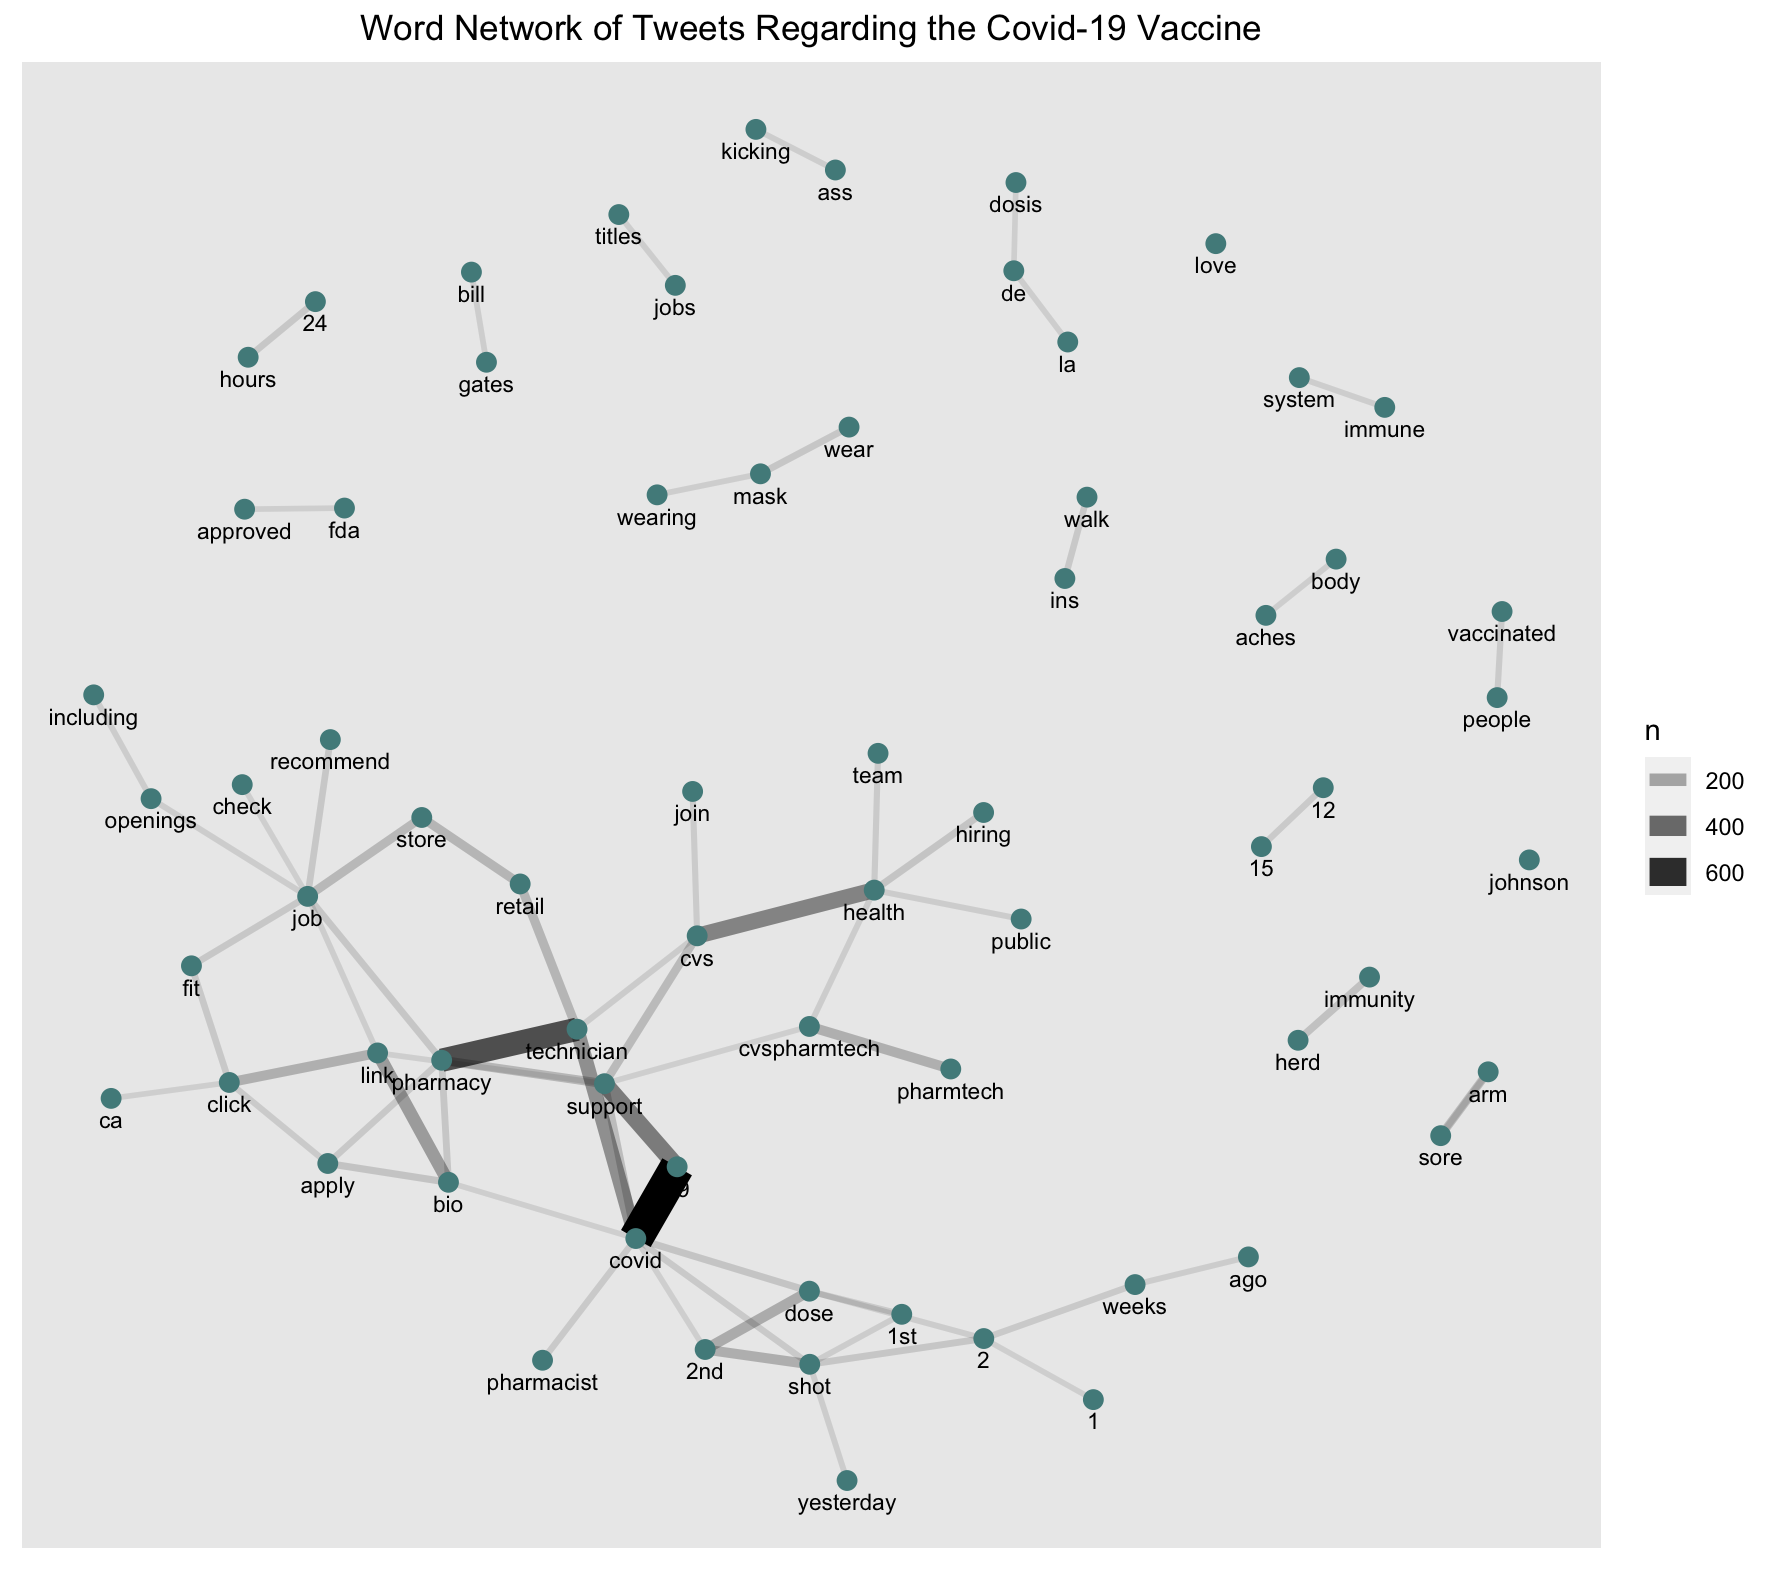 Word Network of Tweets Regarding the Covid-19 Vaccine
kicking
ass
dosis
titles
love
bill
jobs
de
24
la
hours
gates
system
immune
wear
mask
wearing
walk
approved
fda
body
ins
aches
vaccinated
including
people
n
recommend
team
200
check
join
12
openings
hiring
400
store
15
600
johnson
retail
health
job
public
cvs
fit
immunity
technician
cvspharmtech
herd
link
pharmacy
pharmtech
arm
click
support
ca
sore
apply
bio
covid
ago
weeks
dose
1st
2
2nd
pharmacist
shot
1
yesterday